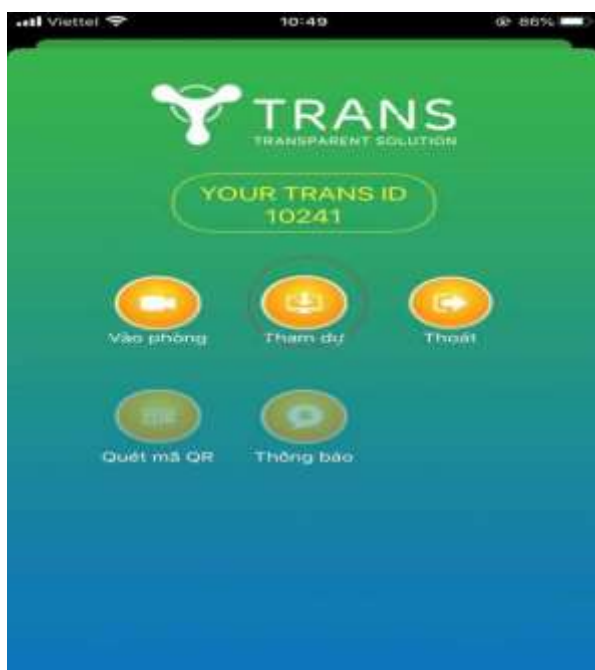 Viettel 10:49 86%
TRANS
TRANSPARENT SOLUTION
YOUR TRANS ID
10241
Vào phòng Tham dự Thoát
Quét mã QR Thông báo